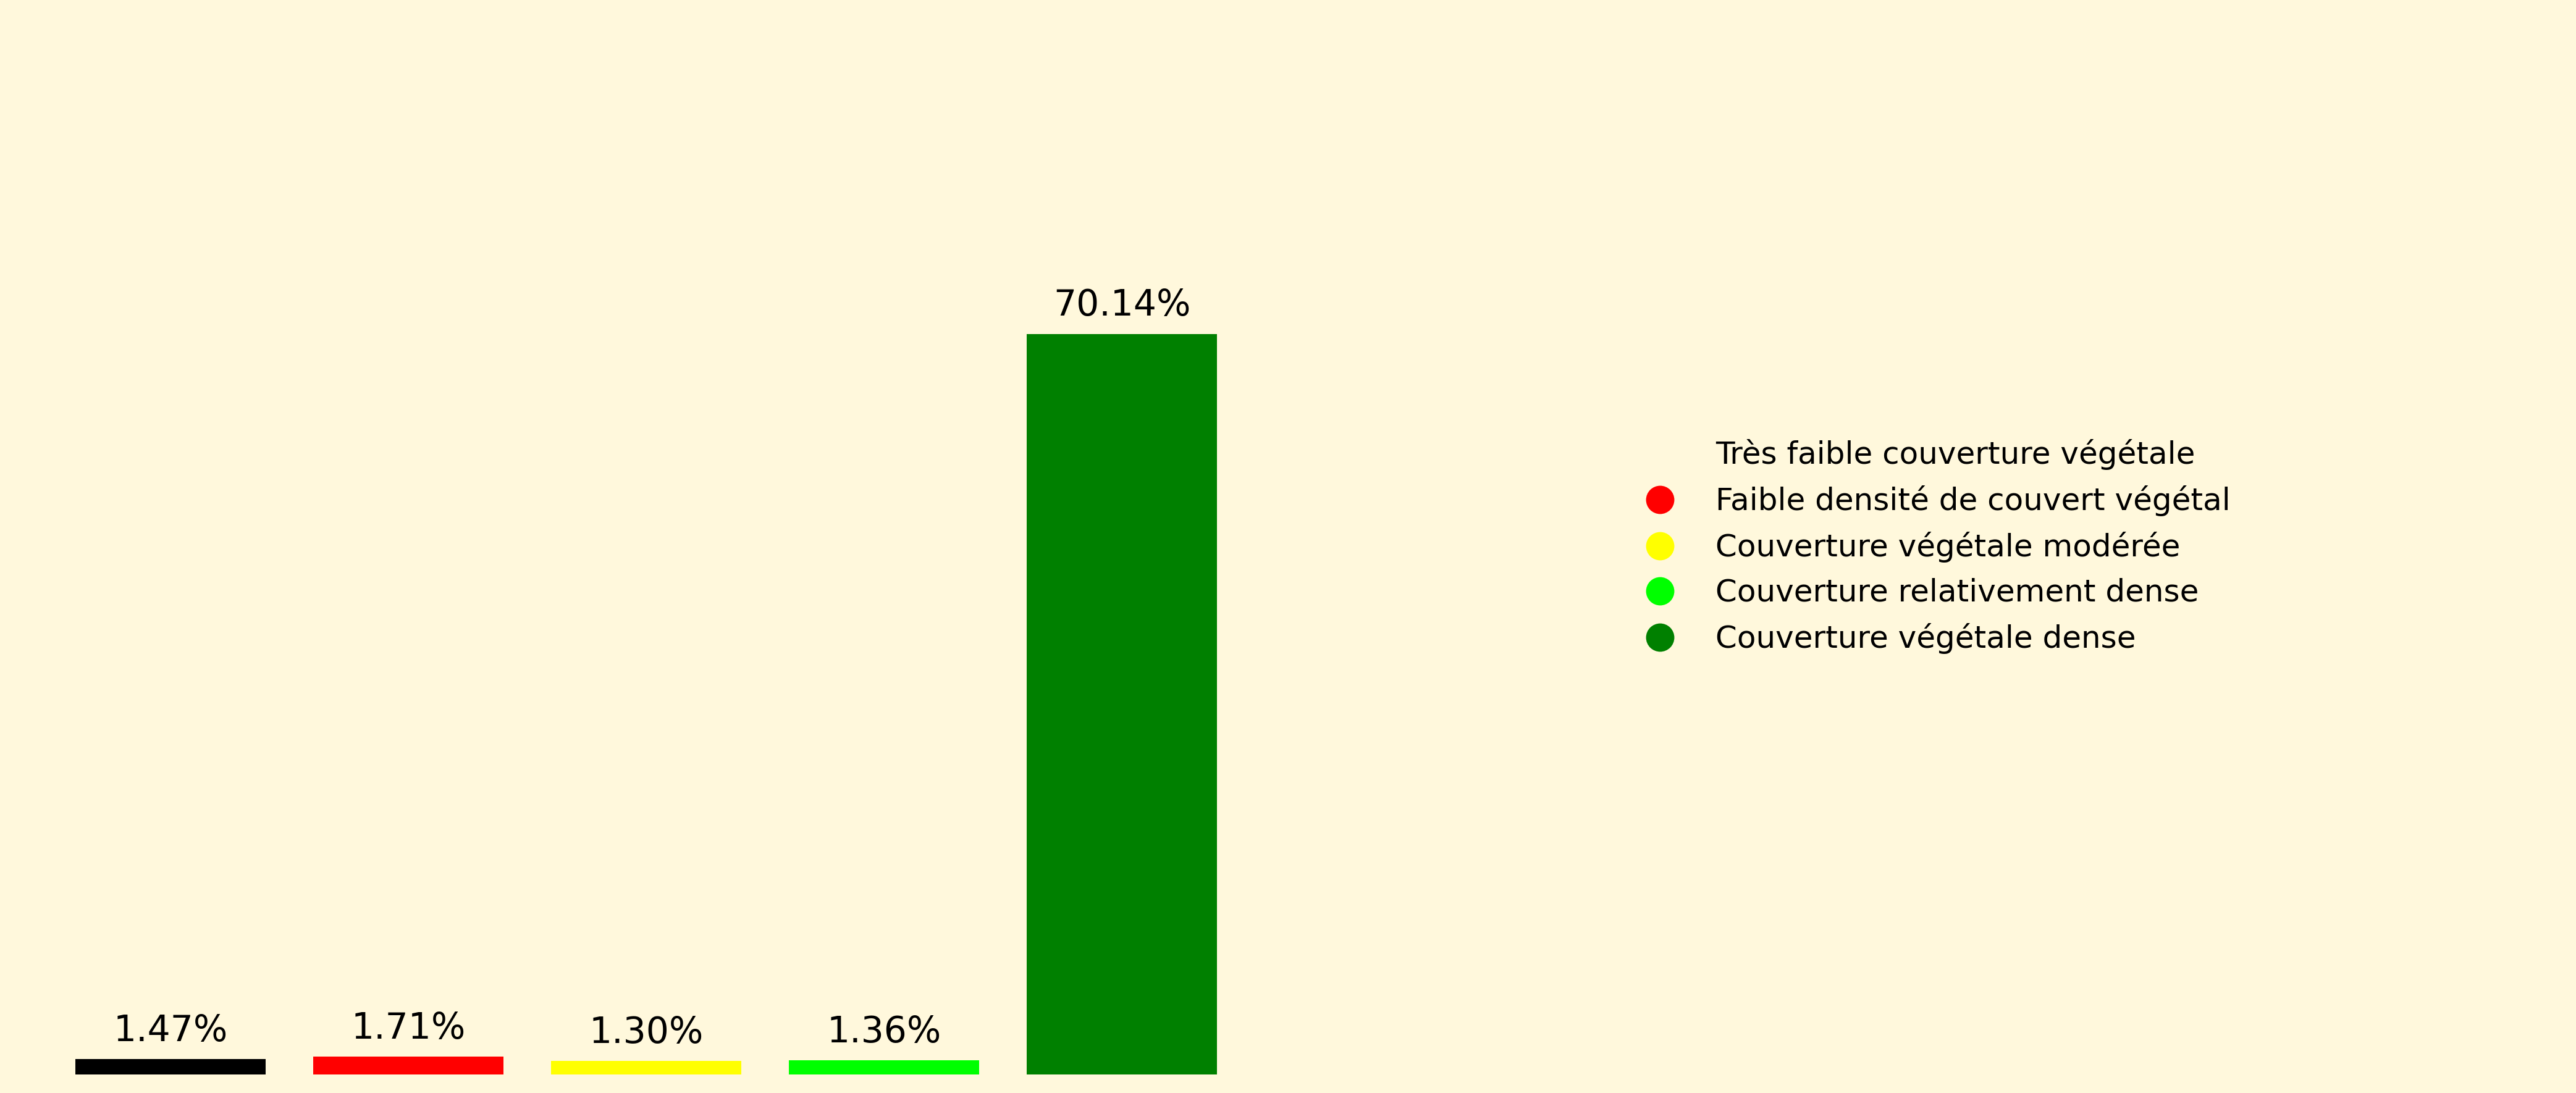 70.14%
1.47%
1.71%
1.30%
1.36%
Très faible couverture végétale
Faible densité de couvert végétal
Couverture végétale modérée
Couverture relativement dense
Couverture végétale dense